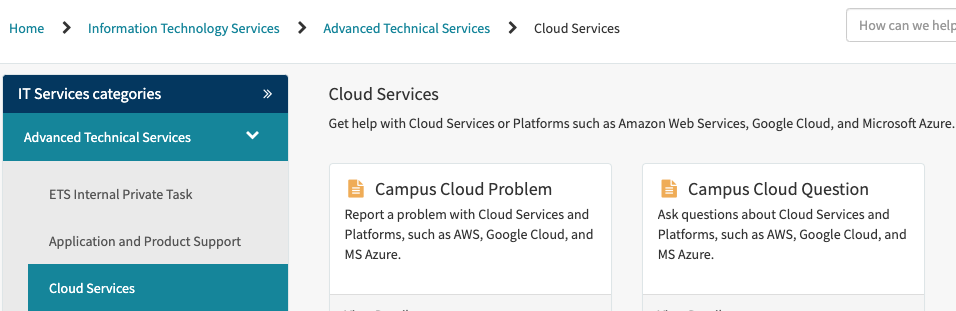 Home > Information Technology Services > Advanced Technical Services > Cloud Services
How can we help
IT Services categories »
Advanced Technical Services
ETS Internal Private Task
Application and Product Support
Cloud Services
Cloud Services
Get help with Cloud Services or Platforms such as Amazon Web Services, Google Cloud, and Microsoft Azure.
Campus Cloud Problem
Report a problem with Cloud Services and
Platforms, such as AWS, Google Cloud, and
MS Azure.
Campus Cloud Question
Ask questions about Cloud Services and
Platforms, such as AWS, Google Cloud, and
MS Azure.